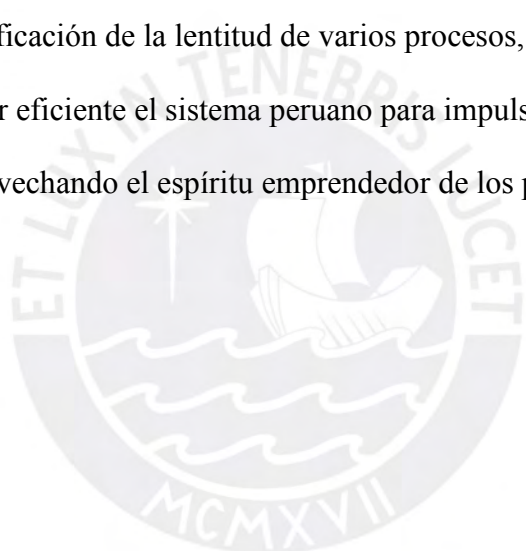 ficación de la lentitud de varios procesos,
r eficiente el sistema peruano para impuls
vechando el espíritu emprendedor de los p
ET LUX IN TENEBRIS LUCET
MCMXVII